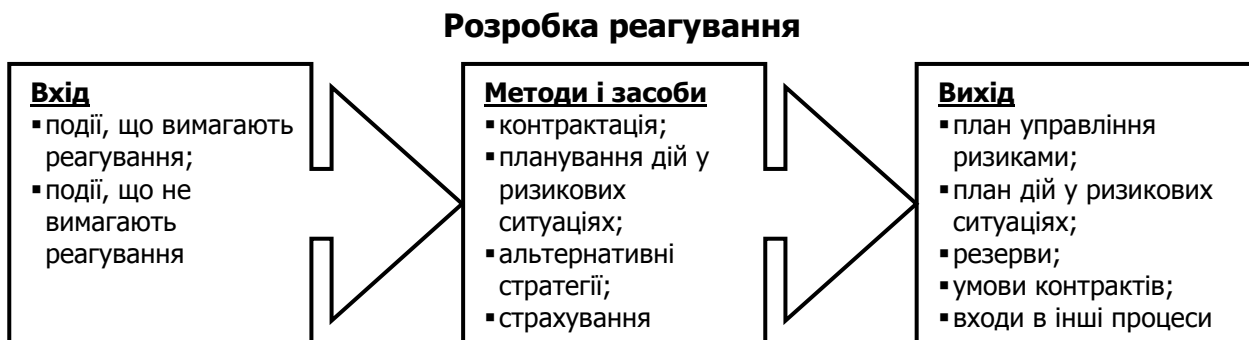 Розробка реагування
Вхід
▪події, що вимагають
реагування;
▪події, що не
вимагають
реагування
Методи і засоби
▪контрактація;
▪планування дій у
ризикових
ситуаціях;
▪альтернативні
стратегії;
▪страхування
Вихід
▪план управління
ризиками;
▪план дій у ризикових
ситуаціях;
▪резерви;
▪умови контрактів;
▪входи в інші процеси